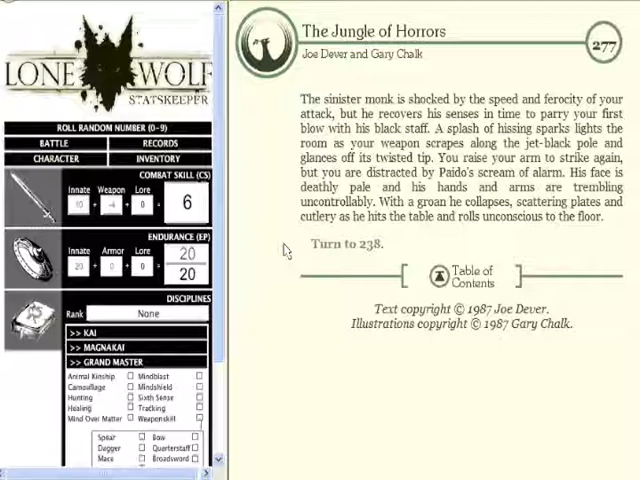 LONE WOLF
STATSKEEPER
ROLL RANDOM NUMBER (0-9)
BATTLE RECORDS
CHARACTER INVENTORY
COMBAT SKILL (CS)
Innate Weapon Lore
10 + -4 + 0 = 6
ENDURANCE (EP)
Innate Armor Lore 20
20 + 0 + 0 = 20
DISCIPLINES
Rank None
>> KAI
>> MAGNAKAI
>> GRAND MASTER
Animal Kinship Mindblast
Camouflage Mindshield
Hunting Sixth Sense
Healing Tracking
Mind Over Matter Weaponskill
Spear Bow
Dagger Quarterstaff
Mace Broadsword
The Jungle of Horrors
Joe Dever and Gary Chalk
277
The sinister monk is shocked by the speed and ferocity of your
attack, but he recovers his senses in time to parry your first
blow with his black staff. A splash of hissing sparks lights the
room as your weapon scrapes along the jet-black pole and
glances off its twisted tip. You raise your arm to strike again,
but you are distracted by Paido's scream of alarm. His face is
deathly pale and his hands and arms are trembling
uncontrollably. With a groan he collapses, scattering plates and
cutlery as he hits the table and rolls unconscious to the floor.
Turn to 238.
Table of
Contents
Text copyright © 1987 Joe Dever.
Illustrations copyright © 1987 Gary Chalk.